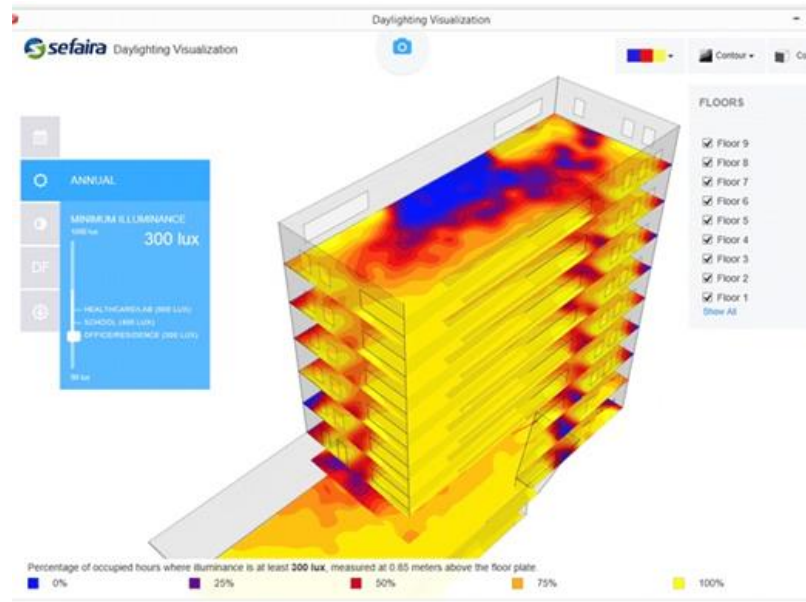 Daylighting Visualization
sefaira Daylighting Visualization
Contour
Co
FLOORS
Floor 9
Floor 8
Floor 7
Floor 6
Floor 5
Floor 4
Floor 3
Floor 2
Floor 1
Show All
ANNUAL
MINIMUM ILLUMINANCE
1000 lux
300 lux
DF
HEALTHCARE/LAB (500 LUX)
SCHOOL (400 LUX)
OFFICE/RESIDENCE (300 LUX)
Percentage of occupied hours where illuminance is at least 300 lux, measured at 0.85 meters above the floor plate.
0% 25% 50% 75% 100%